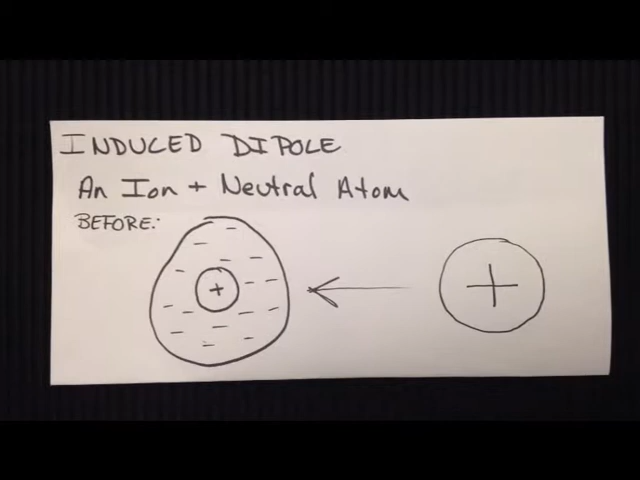 INDUCED DIPOLE
An Ion + Neutral Atom
BEFORE:
+ +